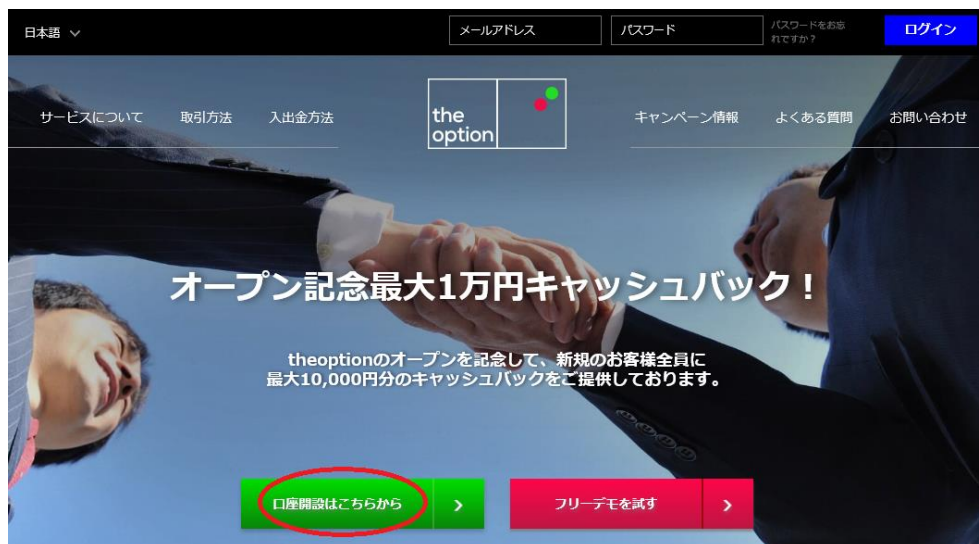 日本語
メールアドレス
パスワード
パスワードをお忘
れですか？
ログイン
サービスについて
取引方法
入出金方法
the
option
キャンペーン情報
よくある質問
お問い合わせ
オープン記念最大1万円キャッシュバック！
theoptionのオープンを記念して、新規のお客様全員に
最大10,000円分のキャッシュバックをご提供しております。
口座開設はこちらから
フリーデモを試す